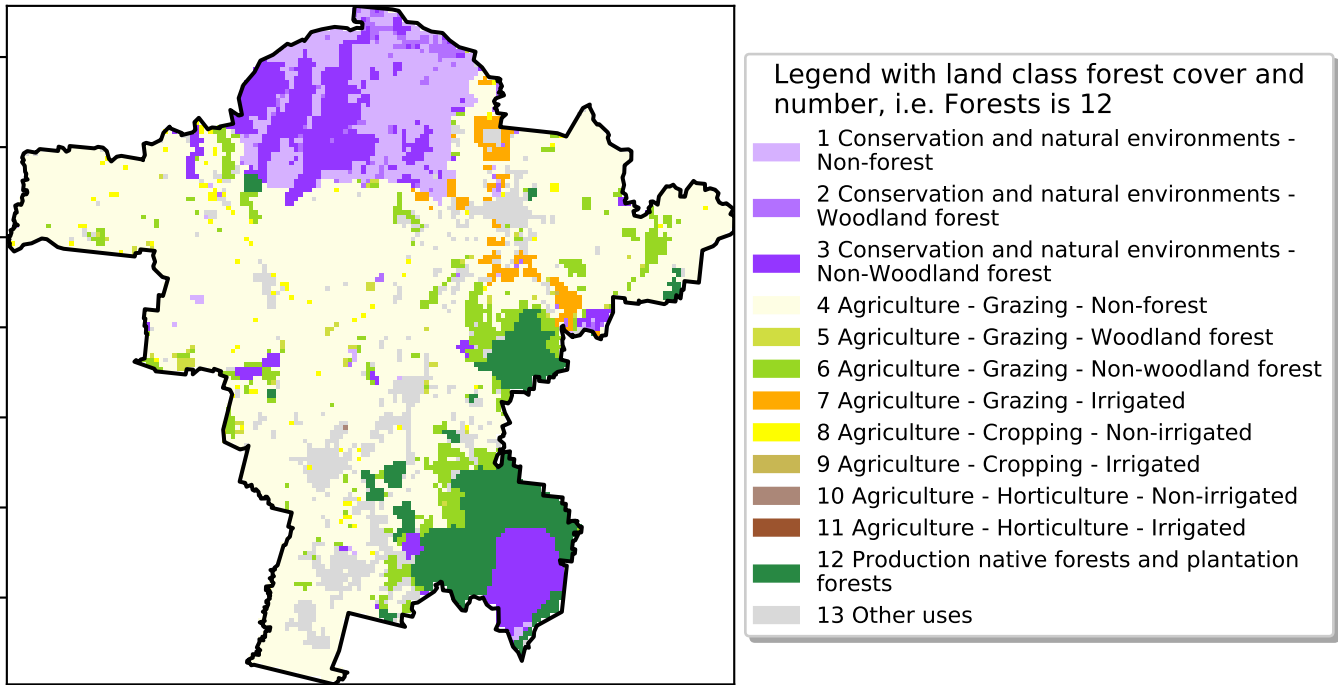 Legend with land class forest cover and
number, i.e. Forests is 12
1 Conservation and natural environments -
Non-forest
2 Conservation and natural environments -
Woodland forest
3 Conservation and natural environments -
Non-Woodland forest
4 Agriculture - Grazing - Non-forest
5 Agriculture - Grazing - Woodland forest
6 Agriculture - Grazing - Non-woodland forest
7 Agriculture - Grazing - Irrigated
8 Agriculture - Cropping - Non-irrigated
9 Agriculture - Cropping - Irrigated
10 Agriculture - Horticulture - Non-irrigated
11 Agriculture - Horticulture - Irrigated
12 Production native forests and plantation
forests
13 Other uses